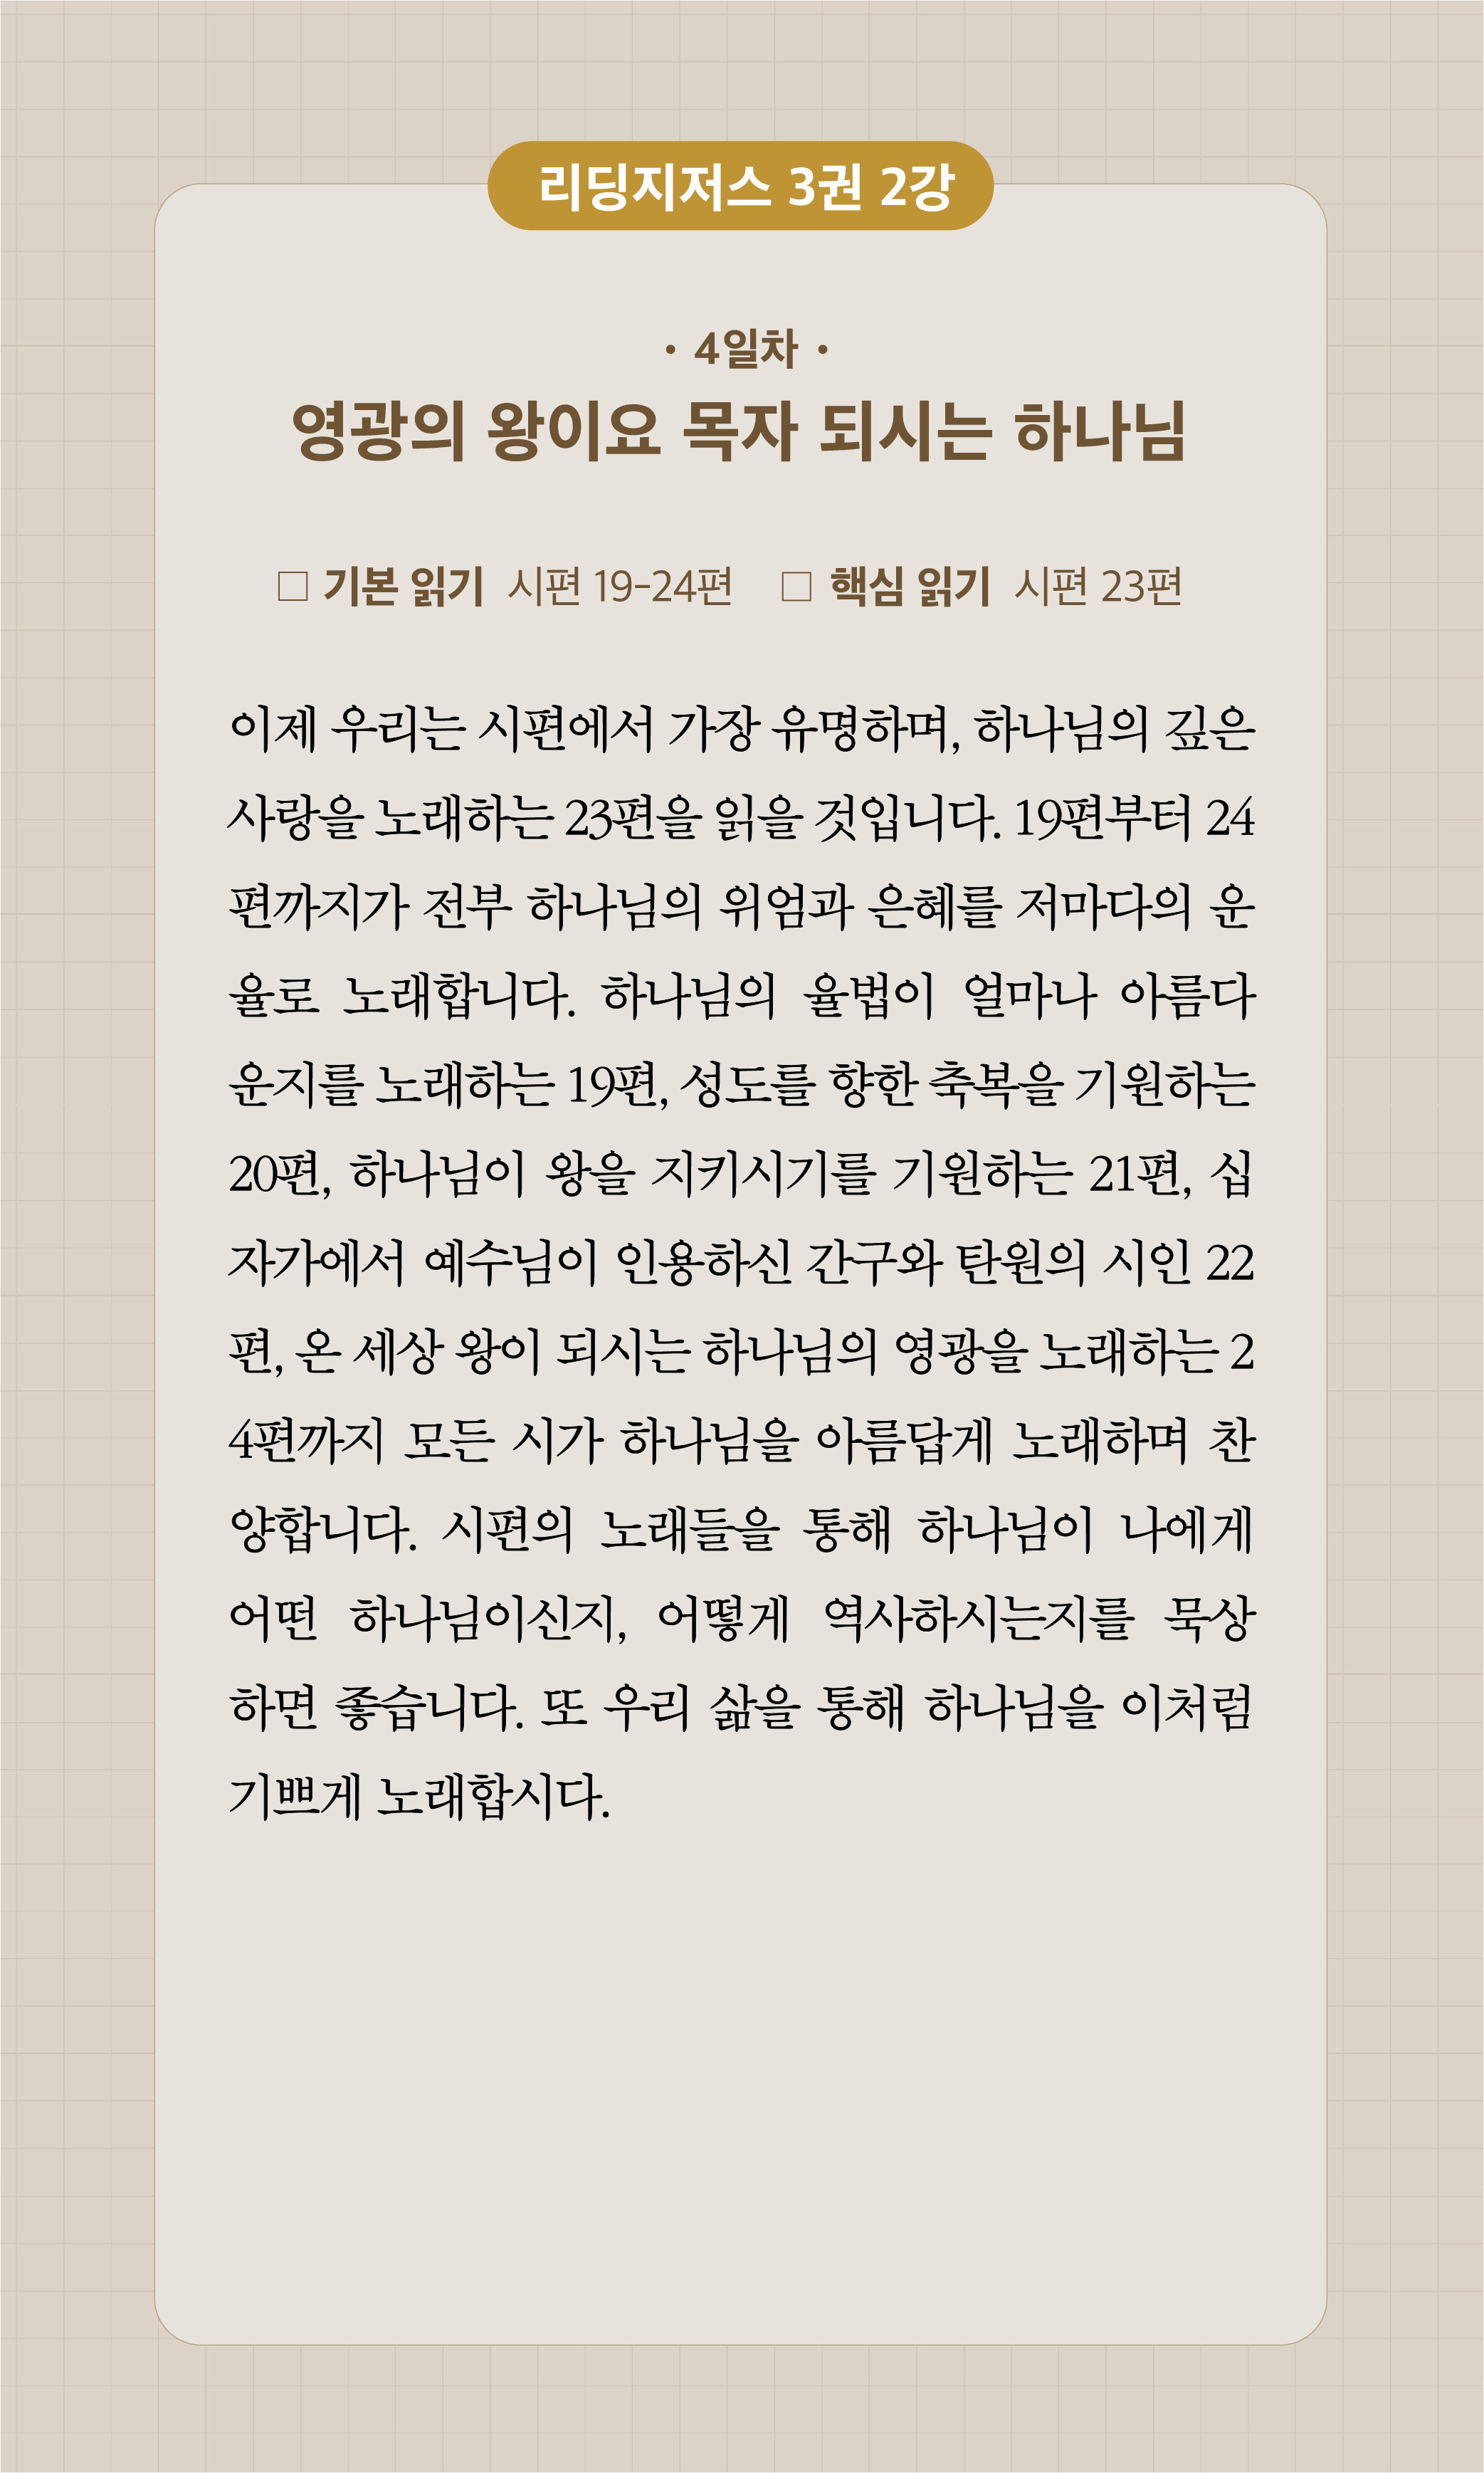 리딩지저스 3권 2강
· 4일차 ·
영광의 왕이요 목자 되시는 하나님
□ 기본 읽기 시편 19-24편 □ 핵심 읽기 시편 23편
이제 우리는 시편에서 가장 유명하며, 하나님의 깊은
사랑을 노래하는 23편을 읽을 것입니다. 19편부터 24
편까지가 전부 하나님의 위엄과 은혜를 저마다의 운
율로 노래합니다. 하나님의 율법이 얼마나 아름다
운지를 노래하는 19편, 성도를 향한 축복을 기원하는
20편, 하나님이 왕을 지키시기를 기원하는 21편, 십
자가에서 예수님이 인용하신 간구와 탄원의 시인 22
편, 온 세상 왕이 되시는 하나님의 영광을 노래하는 2
4편까지 모든 시가 하나님을 아름답게 노래하며 찬
양합니다. 시편의 노래들을 통해 하나님이 나에게
어떤 하나님이신지, 어떻게 역사하시는지를 묵상
하면 좋습니다. 또 우리 삶을 통해 하나님을 이처럼
기쁘게 노래합시다.